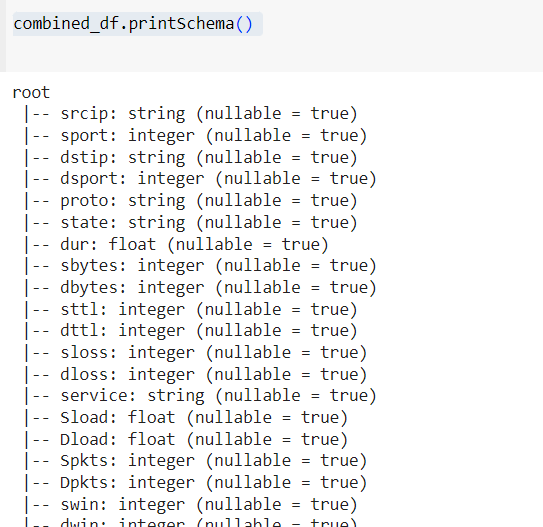 combined_df.printSchema()
root
 |-- srcip: string (nullable = true)
 |-- sport: integer (nullable = true)
 |-- dstip: string (nullable = true)
 |-- dsport: integer (nullable = true)
 |-- proto: string (nullable = true)
 |-- state: string (nullable = true)
 |-- dur: float (nullable = true)
 |-- sbytes: integer (nullable = true)
 |-- dbytes: integer (nullable = true)
 |-- sttl: integer (nullable = true)
 |-- dttl: integer (nullable = true)
 |-- sloss: integer (nullable = true)
 |-- dloss: integer (nullable = true)
 |-- service: string (nullable = true)
 |-- Sload: float (nullable = true)
 |-- Dload: float (nullable = true)
 |-- Spkts: integer (nullable = true)
 |-- Dpkts: integer (nullable = true)
 |-- swin: integer (nullable = true)
 |-- dwin: integer (nullable = true)